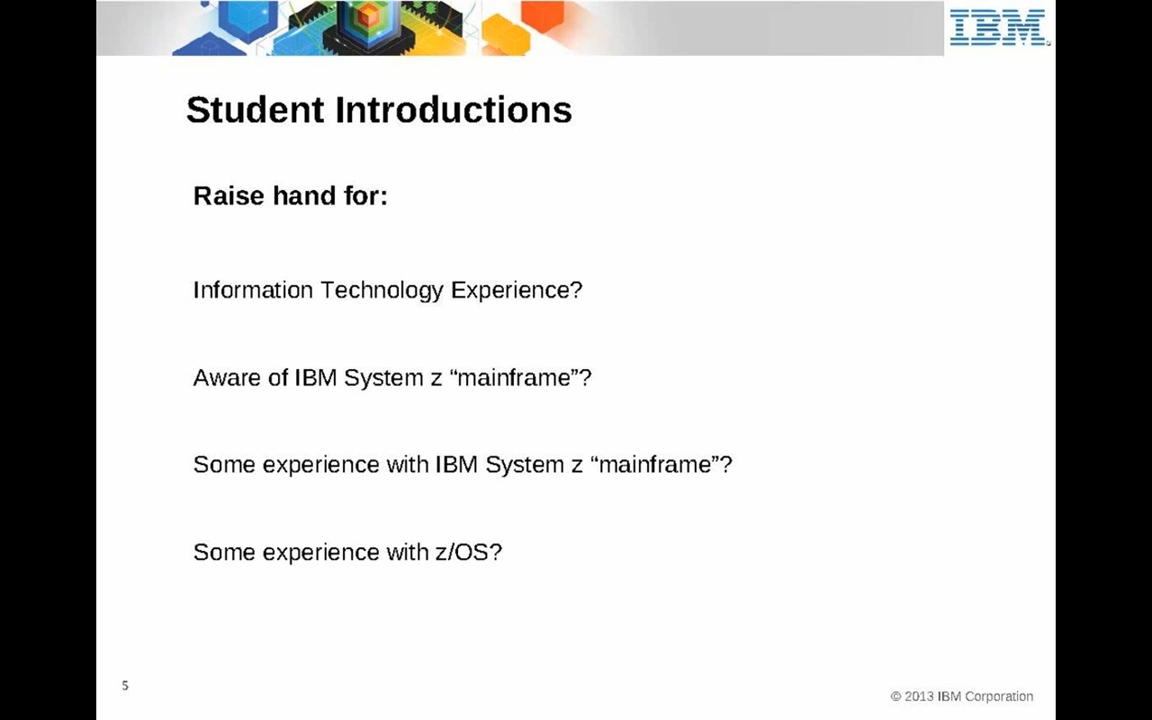 IBM
Student Introductions
Raise hand for:
Information Technology Experience?
Aware of IBM System z “mainframe”?
Some experience with IBM System z “mainframe”?
Some experience with z/OS?
5
© 2013 IBM Corporation